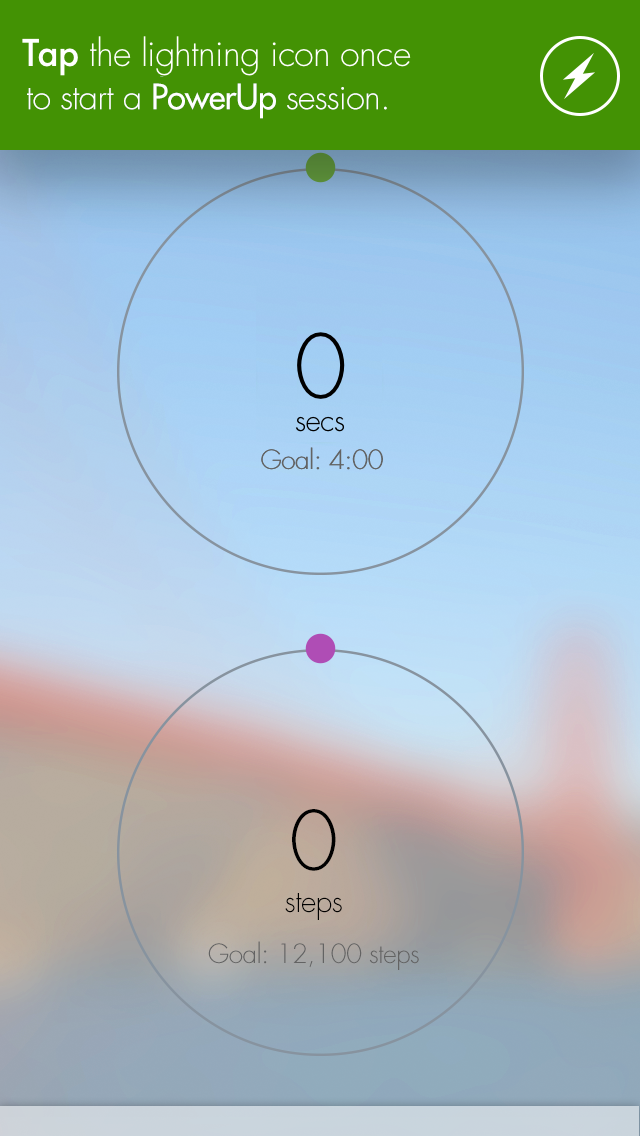 Tap the lightning icon once
to start a PowerUp session.
0
secs
Goal: 4:00
0
steps
Goal: 12,100 steps